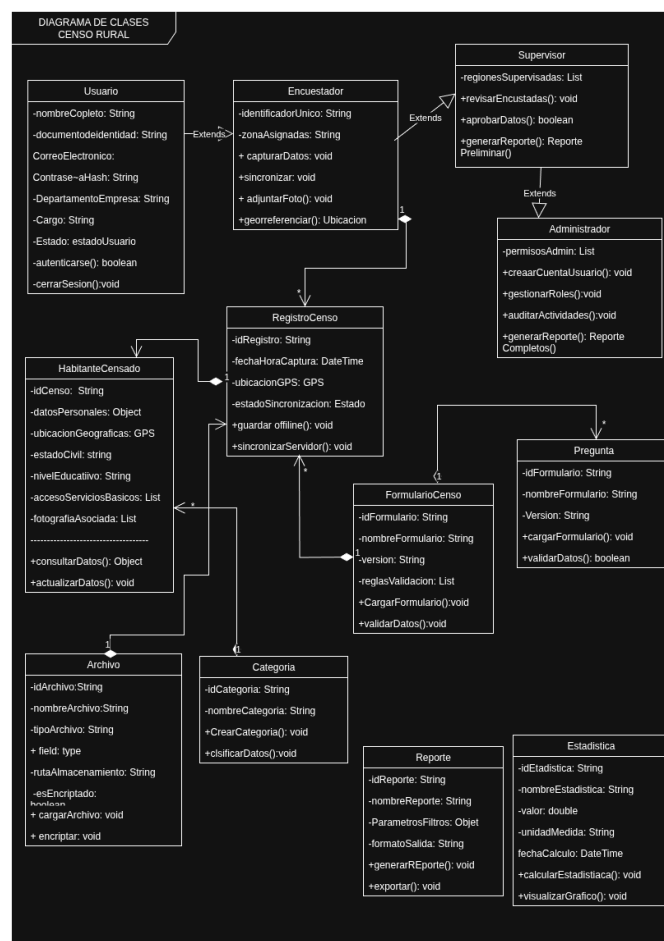 DIAGRAMA DE CLASES
CENSO RURAL
Usuario
-nombreCopleto: String
-documentodeidentidad: String
CorreoElectronico:
Contrase~aHash: String
-DepartamentoEmpresa: String
-Cargo: String
-Estado: estadoUsuario
-autenticarse(): boolean
-cerrarSesion():void
Extends
Encuestador
-identificadorUnico: String
-zonaAsignadas: String
+ capturarDatos: void
+sincronizar: void
+ adjuntarFoto(): void
+georreferenciar(): Ubicacion
Extends
Supervisor
-regionesSupervisadas: List
+revisarEncustadas(): void
+aprobarDatos(): boolean
+generarReporte(): Reporte
Preliminar()
Extends
Administrador
-permisosAdmin: List
+creaarCuentaUsuario(): void
+gestionarRoles():void
+auditarActividades():void
+generarReporte(): Reporte
Completos()
1
*
RegistroCenso
-idRegistro: String
-fechaHoraCaptura: DateTime
-ubicacionGPS: GPS
-estadoSincronizacion: Estado
+guardar offiline(): void
+sincronizarServidor(): void
1
*
HabitanteCensado
-idCenso: String
-datosPersonales: Object
-ubicacionGeograficas: GPS
-estadoCivil: string
-nivelEducatiivo: String
-accesoServiciosBasicos: List
-fotografiaAsociada: List
------------------------------------
+consultarDatos(): Object
+actualizarDatos(): void
*
1
FormularioCenso
-idFormulario: String
-nombreFormulario: String
-version: String
-reglasValidacion: List
+CargarFormulario():void
+validarDatos():void
1
*
Pregunta
-idFormulario: String
-nombreFormulario: String
-Version: String
+cargarFormulario(): void
+validarDatos(): boolean
1
Archivo
-idArchivo:String
-nombreArchivo:String
-tipoArchivo: String
+ field: type
-rutaAlmacenamiento: String
-esEncriptado:
boolean
+ cargarArchivo: void
+ encriptar: void
1
Categoria
-idCategoria: String
-nombreCategoria: String
+CrearCategoria(): void
+clsificarDatos():void
Reporte
-idReporte: String
-nombreReporte: String
-ParametrosFiltros: Objet
-formatoSalida: String
+generarREporte(): void
+exportar(): void
Estadistica
-idEtadistica: String
-nombreEstadistica: String
-valor: double
-unidadMedida: String
fechaCalculo: DateTime
+calcularEstadistiaca(): void
+visualizarGrafico(): void